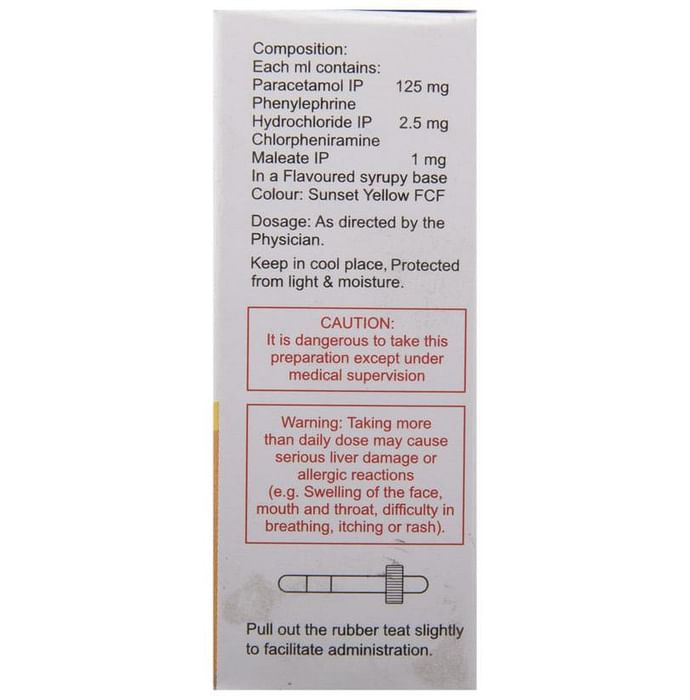 Composition:
Each ml contains:
Paracetamol IP 125 mg
Phenylephrine
Hydrochloride IP 2.5 mg
Chlorpheniramine
Maleate IP 1 mg
In a Flavoured syrupy base
Colour: Sunset Yellow FCF
Dosage: As directed by the
Physician.
Keep in cool place, Protected
from light & moisture.
CAUTION:
It is dangerous to take this
preparation except under
medical supervision
Warning: Taking more
than daily dose may cause
serious liver damage or
allergic reactions
(e.g. Swelling of the face,
mouth and throat, difficulty in
breathing, itching or rash).
Pull out the rubber teat slightly
to facilitate administration.